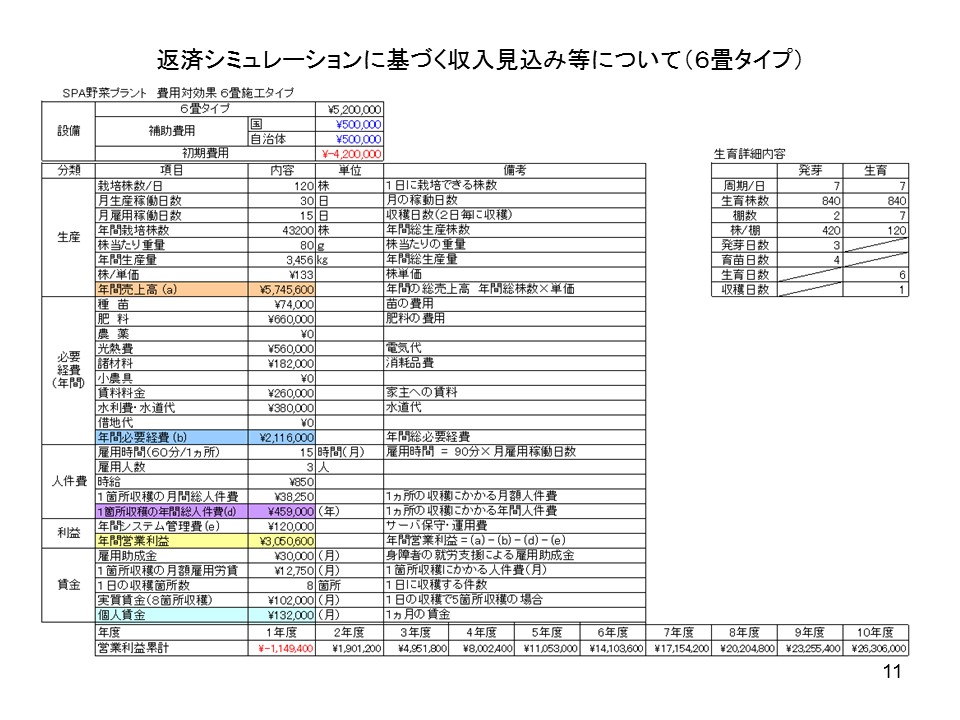 返済シミュレーションに基づく収入見込み等について（６畳タイプ）
SPA野菜プラント 費用対効果 ６畳施工タイプ
設備 ６畳タイプ ¥5,200,000
補助費用 国 ¥500,000
自治体 ¥500,000
初期費用 ¥-4,200,000
分類 項目 内容 単位 備考
生産 栽培株数/日 120 株 １日に栽培できる株数
月生産稼働日数 30 日 月の稼動日数
月雇用稼働日数 15 日 収穫日数（２日毎に収穫）
年間栽培株数 43200 株 年間総生産株数
株当たり重量 80 g 株当たりの重量
年間生産量 3,456 kg 年間総生産量
株/単価 ¥133 株単価
年間売上高（a） ¥5,745,600 年間の総売上高 年間総株数×単価
必要経費（年間） 種 苗 ¥74,000 苗の費用
肥 料 ¥660,000 肥料の費用
農 薬 ¥0
光熱費 ¥560,000 電気代
諸材料 ¥182,000 消耗品費
小農具 ¥0
賃料料金 ¥260,000 家主への賃料
水利費・水道代 ¥380,000 水道代
借地代 ¥0
年間必要経費（b） ¥2,116,000 年間総必要経費
人件費 雇用時間（６０分/１ヵ所） 15 時間（月） 雇用時間 ＝ ９０分×月雇用稼働日数
雇用人数 3 人
時給 ¥850
１箇所収穫の月間総人件費 ¥38,250 １ヵ所の収穫にかかる月額人件費
１箇所収穫の年間総人件費（d） ¥459,000 （年） １ヵ所の収穫にかかる年間人件費
利益 年間システム管理費（e） ¥120,000 サーバ保守・運用費
年間営業利益 ¥3,050,600 年間営業利益＝（a）－（b）－（d）－（e）
賃金 雇用助成金 ¥30,000 （月） 身障者の就労支援による雇用助成金
１箇所収穫の月額雇用労賃 ¥12,750 （月） １箇所収穫にかかる人件費（月）
１日の収穫箇所数 8 箇所 １日に収穫する件数
実質賃金（８箇所収穫） ¥102,000 （月） １日の収穫で５箇所収穫の場合
個人賃金 ¥132,000 （月） １ヵ月の賃金
年度 １年度 ２年度 ３年度 ４年度 ５年度 ６年度 ７年度 ８年度 ９年度 10年度
営業利益累計 ¥-1,149,400 ¥1,901,200 ¥4,951,800 ¥8,002,400 ¥11,053,000 ¥14,103,600 ¥17,154,200 ¥20,204,800 ¥23,255,400 ¥26,306,000
生育詳細内容
発芽 生育
周期/日 7 7
生育株数 840 840
棚数 2 7
株/棚 420 120
発芽日数 3
育苗日数 4
生育日数 6
収穫日数 1
11